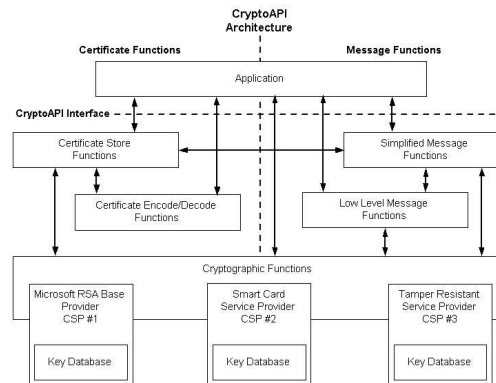 CryptoAPI
Architecture
Certificate Functions
Message Functions
Application
CryptoAPI Interface
Certificate Store
Functions
Simplified Message
Functions
Certificate Encode/Decode
Functions
Low Level Message
Functions
Cryptographic Functions
Microsoft RSA Base
Provider
CSP #1
Key Database
Smart Card
Service Provider
CSP #2
Key Database
Tamper Resistant
Service Provider
CSP #3
Key Database